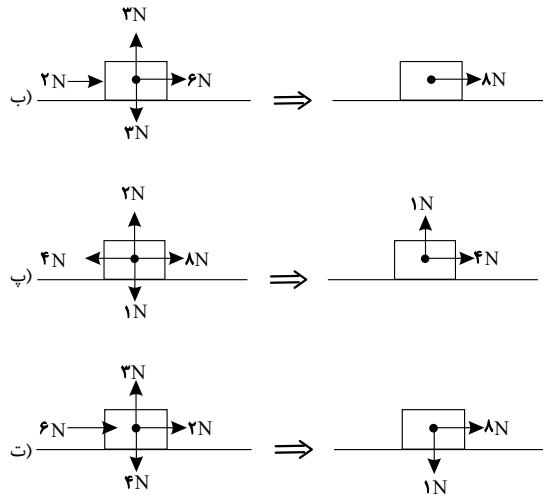 ۳N
ب) ۲N ۶N ۸N
۳N
۲N ۱N
پ) ۴N ۸N ۴N
۱N
۳N
ت) ۶N ۲N ۸N
۴N ۱N